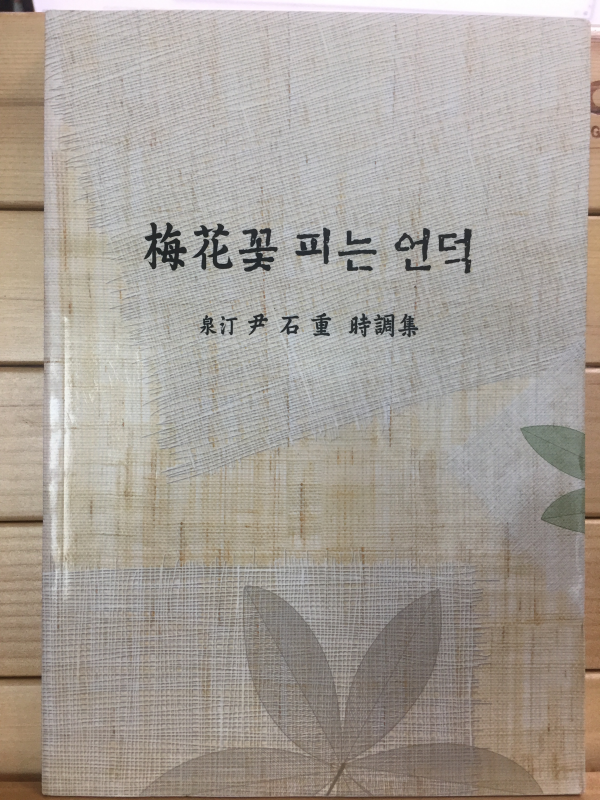 梅花꽃 피는 언덕
泉汀 尹石重 時調集